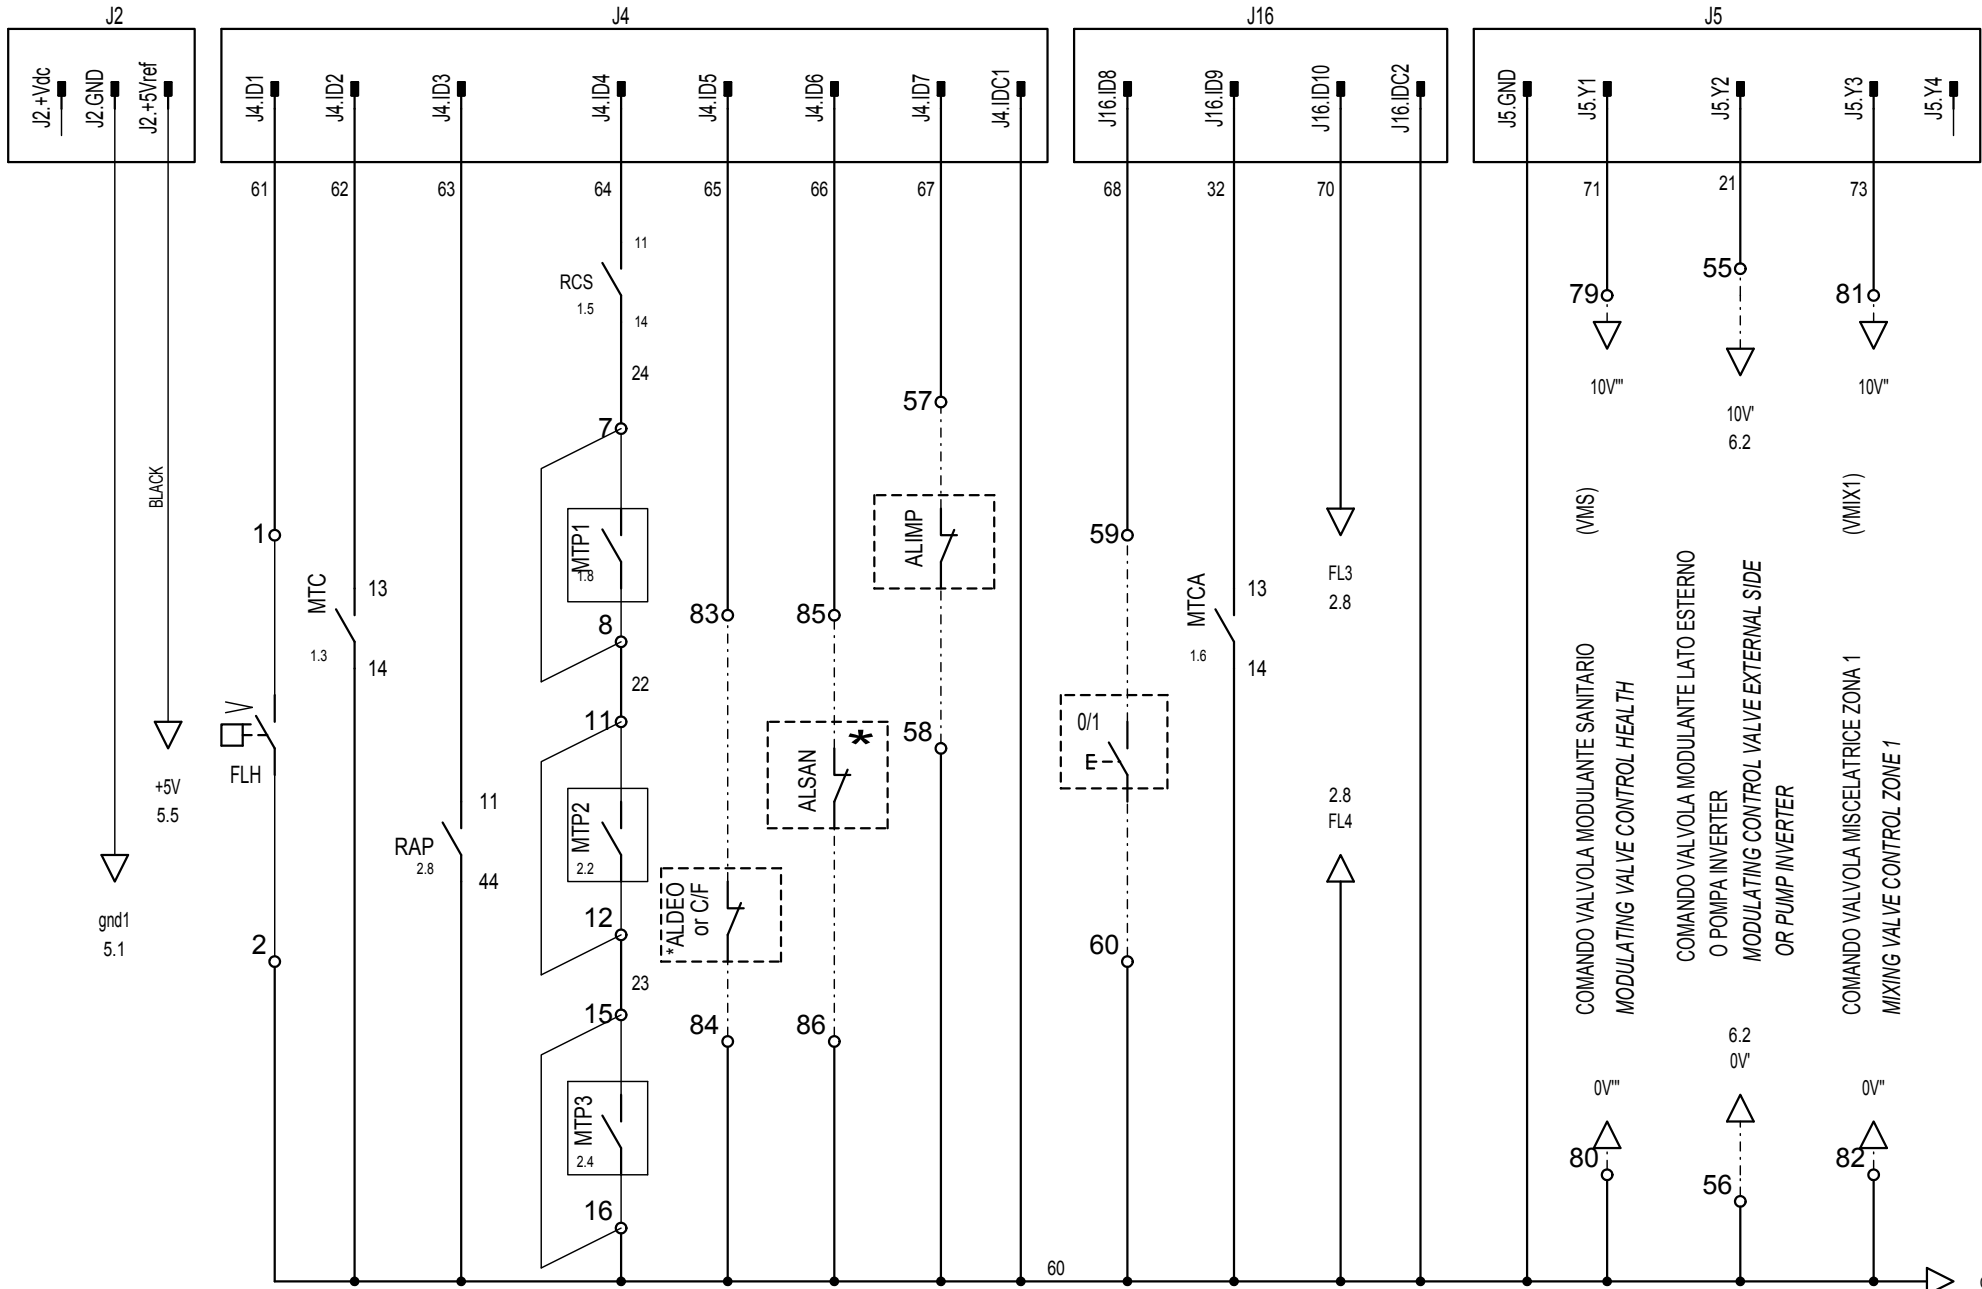 J2
J4
J16
J5
J2.+Vdc
J2.GND
J2.+5Vref
J4.ID1
J4.ID2
J4.ID3
J4.ID4
J4.ID5
J4.ID6
J4.ID7
J4.IDC1
J16.ID8
J16.ID9
J16.ID10
J16.IDC2
J5.GND
J5.Y1
J5.Y2
J5.Y3
J5.Y4
61
62
63
64
65
66
67
68
32
70
71
21
73
11
RCS
1.5
14
24
7
MTP1
1.8
8
22
11
MTP2
2.2
12
23
15
MTP3
2.4
16
BLACK
+5V
5.5
gnd1
5.1
1
FLH
2
MTC
13
1.3
14
11
RAP
2.8
44
83
*ALDEO
or C/F
84
85
*
ALSAN
86
57
ALIMP
58
59
0/1
E
60
MTCA
13
1.6
14
FL3
2.8
2.8
FL4
79
10V'''
55
10V'
6.2
81
10V"
(VMS)
(VMIX1)
COMANDO VALVOLA MODULANTE SANITARIO
MODULATING VALVE CONTROL HEALTH
COMANDO VALVOLA MODULANTE LATO ESTERNO
O POMPA INVERTER
MODULATING CONTROL VALVE EXTERNAL SIDE
OR PUMP INVERTER
COMANDO VALVOLA MISCELATRICE ZONA 1
MIXING VALVE CONTROL ZONE 1
0V'''
80
6.2
0V'
56
0V"
82
60